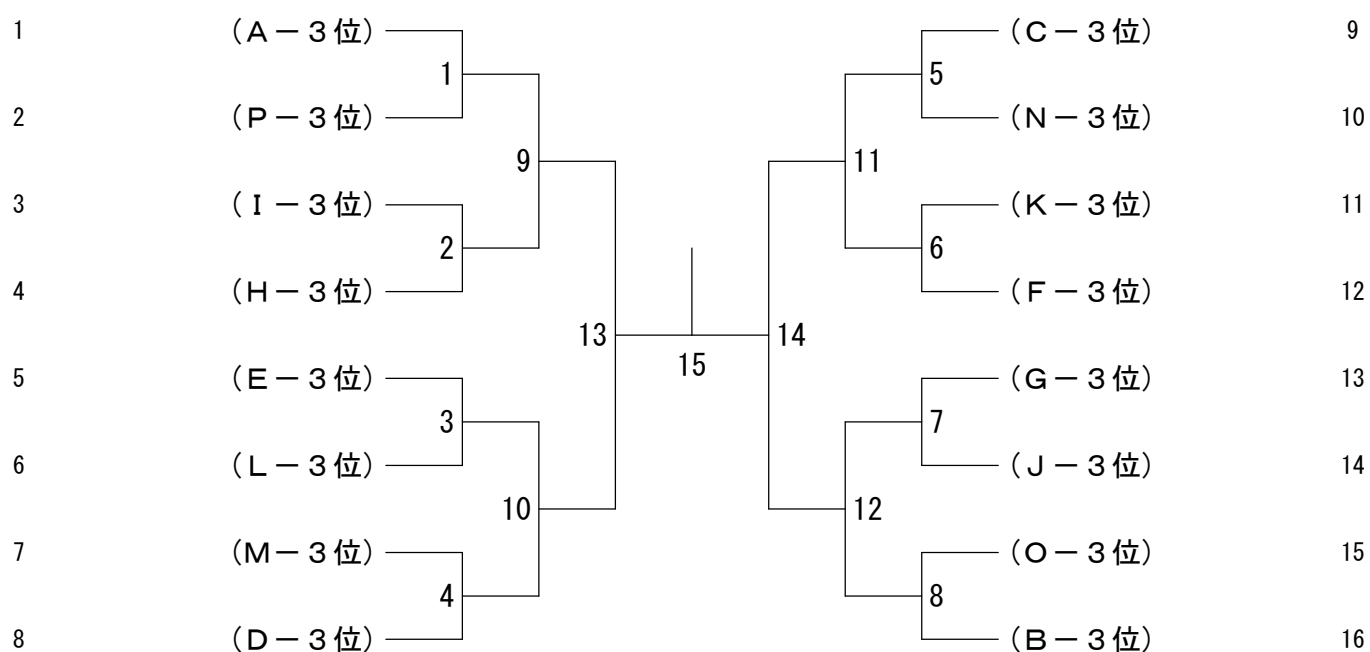 1 （A－3位） （C－3位） 9
1 5
2 （P－3位） （N－3位） 10
9 11
3 （I－3位） （K－3位） 11
2 6
4 （H－3位） （F－3位） 12
13 14
15
5 （E－3位） （G－3位） 13
3 7
6 （L－3位） （J－3位） 14
10 12
7 （M－3位） （O－3位） 15
4 8
8 （D－3位） （B－3位） 16